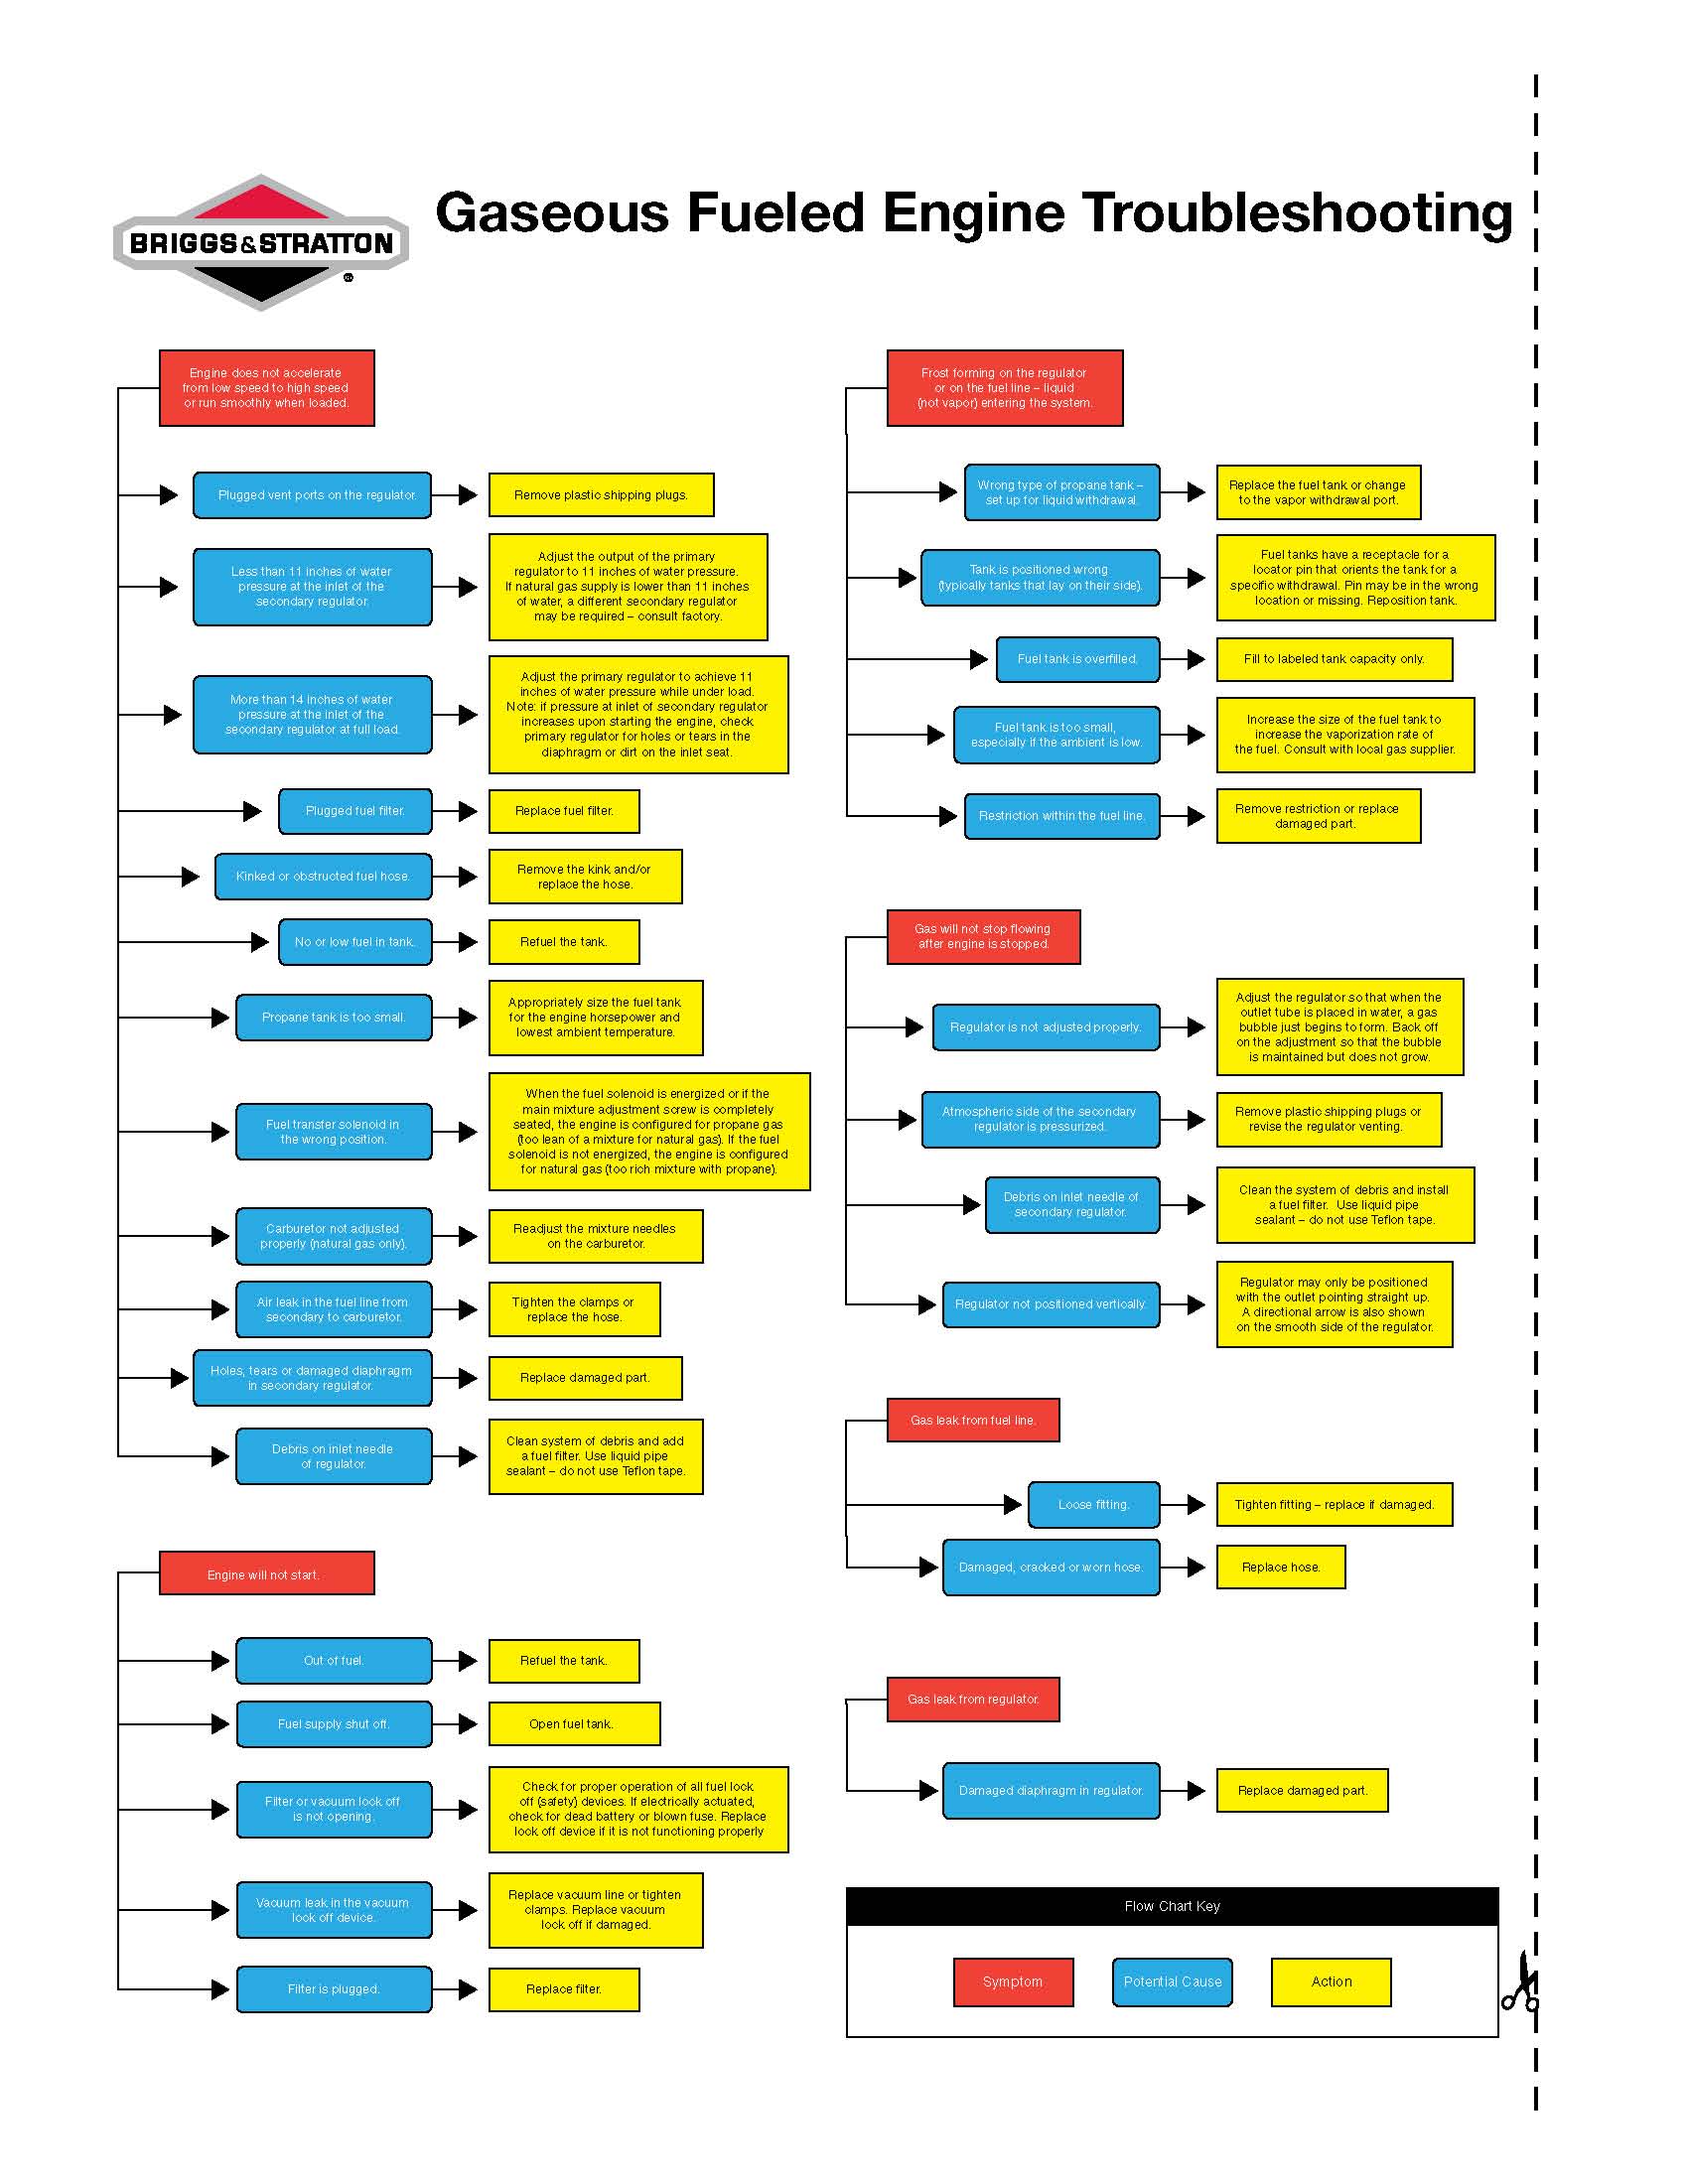 BRIGGS&STRATTON
Gaseous Fueled Engine Troubleshooting
Engine does not accelerate
from low speed to high speed
or run smoothly when loaded.
Plugged vent ports on the regulator.
Remove plastic shipping plugs.
Less than 11 inches of water
pressure at the inlet of the
secondary regulator.
Adjust the output of the primary
regulator to 11 inches of water pressure.
If natural gas supply is lower than 11 inches
of water, a different secondary regulator
may be required – consult factory.
More than 14 inches of water
pressure at the inlet of the
secondary regulator at full load.
Adjust the primary regulator to achieve 11
inches of water pressure while under load.
Note: if pressure at inlet of secondary regulator
increases upon starting the engine, check
primary regulator for holes or tears in the
diaphragm or dirt on the inlet seat.
Plugged fuel filter.
Replace fuel filter.
Kinked or obstructed fuel hose.
Remove the kink and/or
replace the hose.
No or low fuel in tank.
Refuel the tank.
Propane tank is too small.
Appropriately size the fuel tank
for the engine horsepower and
lowest ambient temperature.
Fuel transfer solenoid in
the wrong position.
When the fuel solenoid is energized or if the
main mixture adjustment screw is completely
seated, the engine is configured for propane gas
(too lean of a mixture for natural gas). If the fuel
solenoid is not energized, the engine is configured
for natural gas (too rich mixture with propane).
Carburetor not adjusted
properly (natural gas only).
Readjust the mixture needles
on the carburetor.
Air leak in the fuel line from
secondary to carburetor.
Tighten the clamps or
replace the hose.
Holes, tears or damaged diaphragm
in secondary regulator.
Replace damaged part.
Debris on inlet needle
of regulator.
Clean system of debris and add
a fuel filter. Use liquid pipe
sealant – do not use Teflon tape.
Engine will not start.
Out of fuel.
Refuel the tank.
Fuel supply shut off.
Open fuel tank.
Filter or vacuum lock off
is not opening.
Check for proper operation of all fuel lock
off (safety) devices. If electrically actuated,
check for dead battery or blown fuse. Replace
lock off device if it is not functioning properly
Vacuum leak in the vacuum
lock off device.
Replace vacuum line or tighten
clamps. Replace vacuum
lock off if damaged.
Filter is plugged.
Replace filter.
Frost forming on the regulator
or on the fuel line – liquid
(not vapor) entering the system.
Wrong type of propane tank –
set up for liquid withdrawal.
Replace the fuel tank or change
to the vapor withdrawal port.
Tank is positioned wrong
(typically tanks that lay on their side).
Fuel tanks have a receptacle for a
locator pin that orients the tank for a
specific withdrawal. Pin may be in the wrong
location or missing. Reposition tank.
Fuel tank is overfilled.
Fill to labeled tank capacity only.
Fuel tank is too small,
especially if the ambient is low.
Increase the size of the fuel tank to
increase the vaporization rate of
the fuel. Consult with local gas supplier.
Restriction within the fuel line.
Remove restriction or replace
damaged part.
Gas will not stop flowing
after engine is stopped.
Regulator is not adjusted properly.
Adjust the regulator so that when the
outlet tube is placed in water, a gas
bubble just begins to form. Back off
on the adjustment so that the bubble
is maintained but does not grow.
Atmospheric side of the secondary
regulator is pressurized.
Remove plastic shipping plugs or
revise the regulator venting.
Debris on inlet needle of
secondary regulator.
Clean the system of debris and install
a fuel filter. Use liquid pipe
sealant – do not use Teflon tape.
Regulator not positioned vertically.
Regulator may only be positioned
with the outlet pointing straight up.
A directional arrow is also shown
on the smooth side of the regulator.
Gas leak from fuel line.
Loose fitting.
Tighten fitting – replace if damaged.
Damaged, cracked or worn hose.
Replace hose.
Gas leak from regulator.
Damaged diaphragm in regulator.
Replace damaged part.
Flow Chart Key
Symptom
Potential Cause
Action